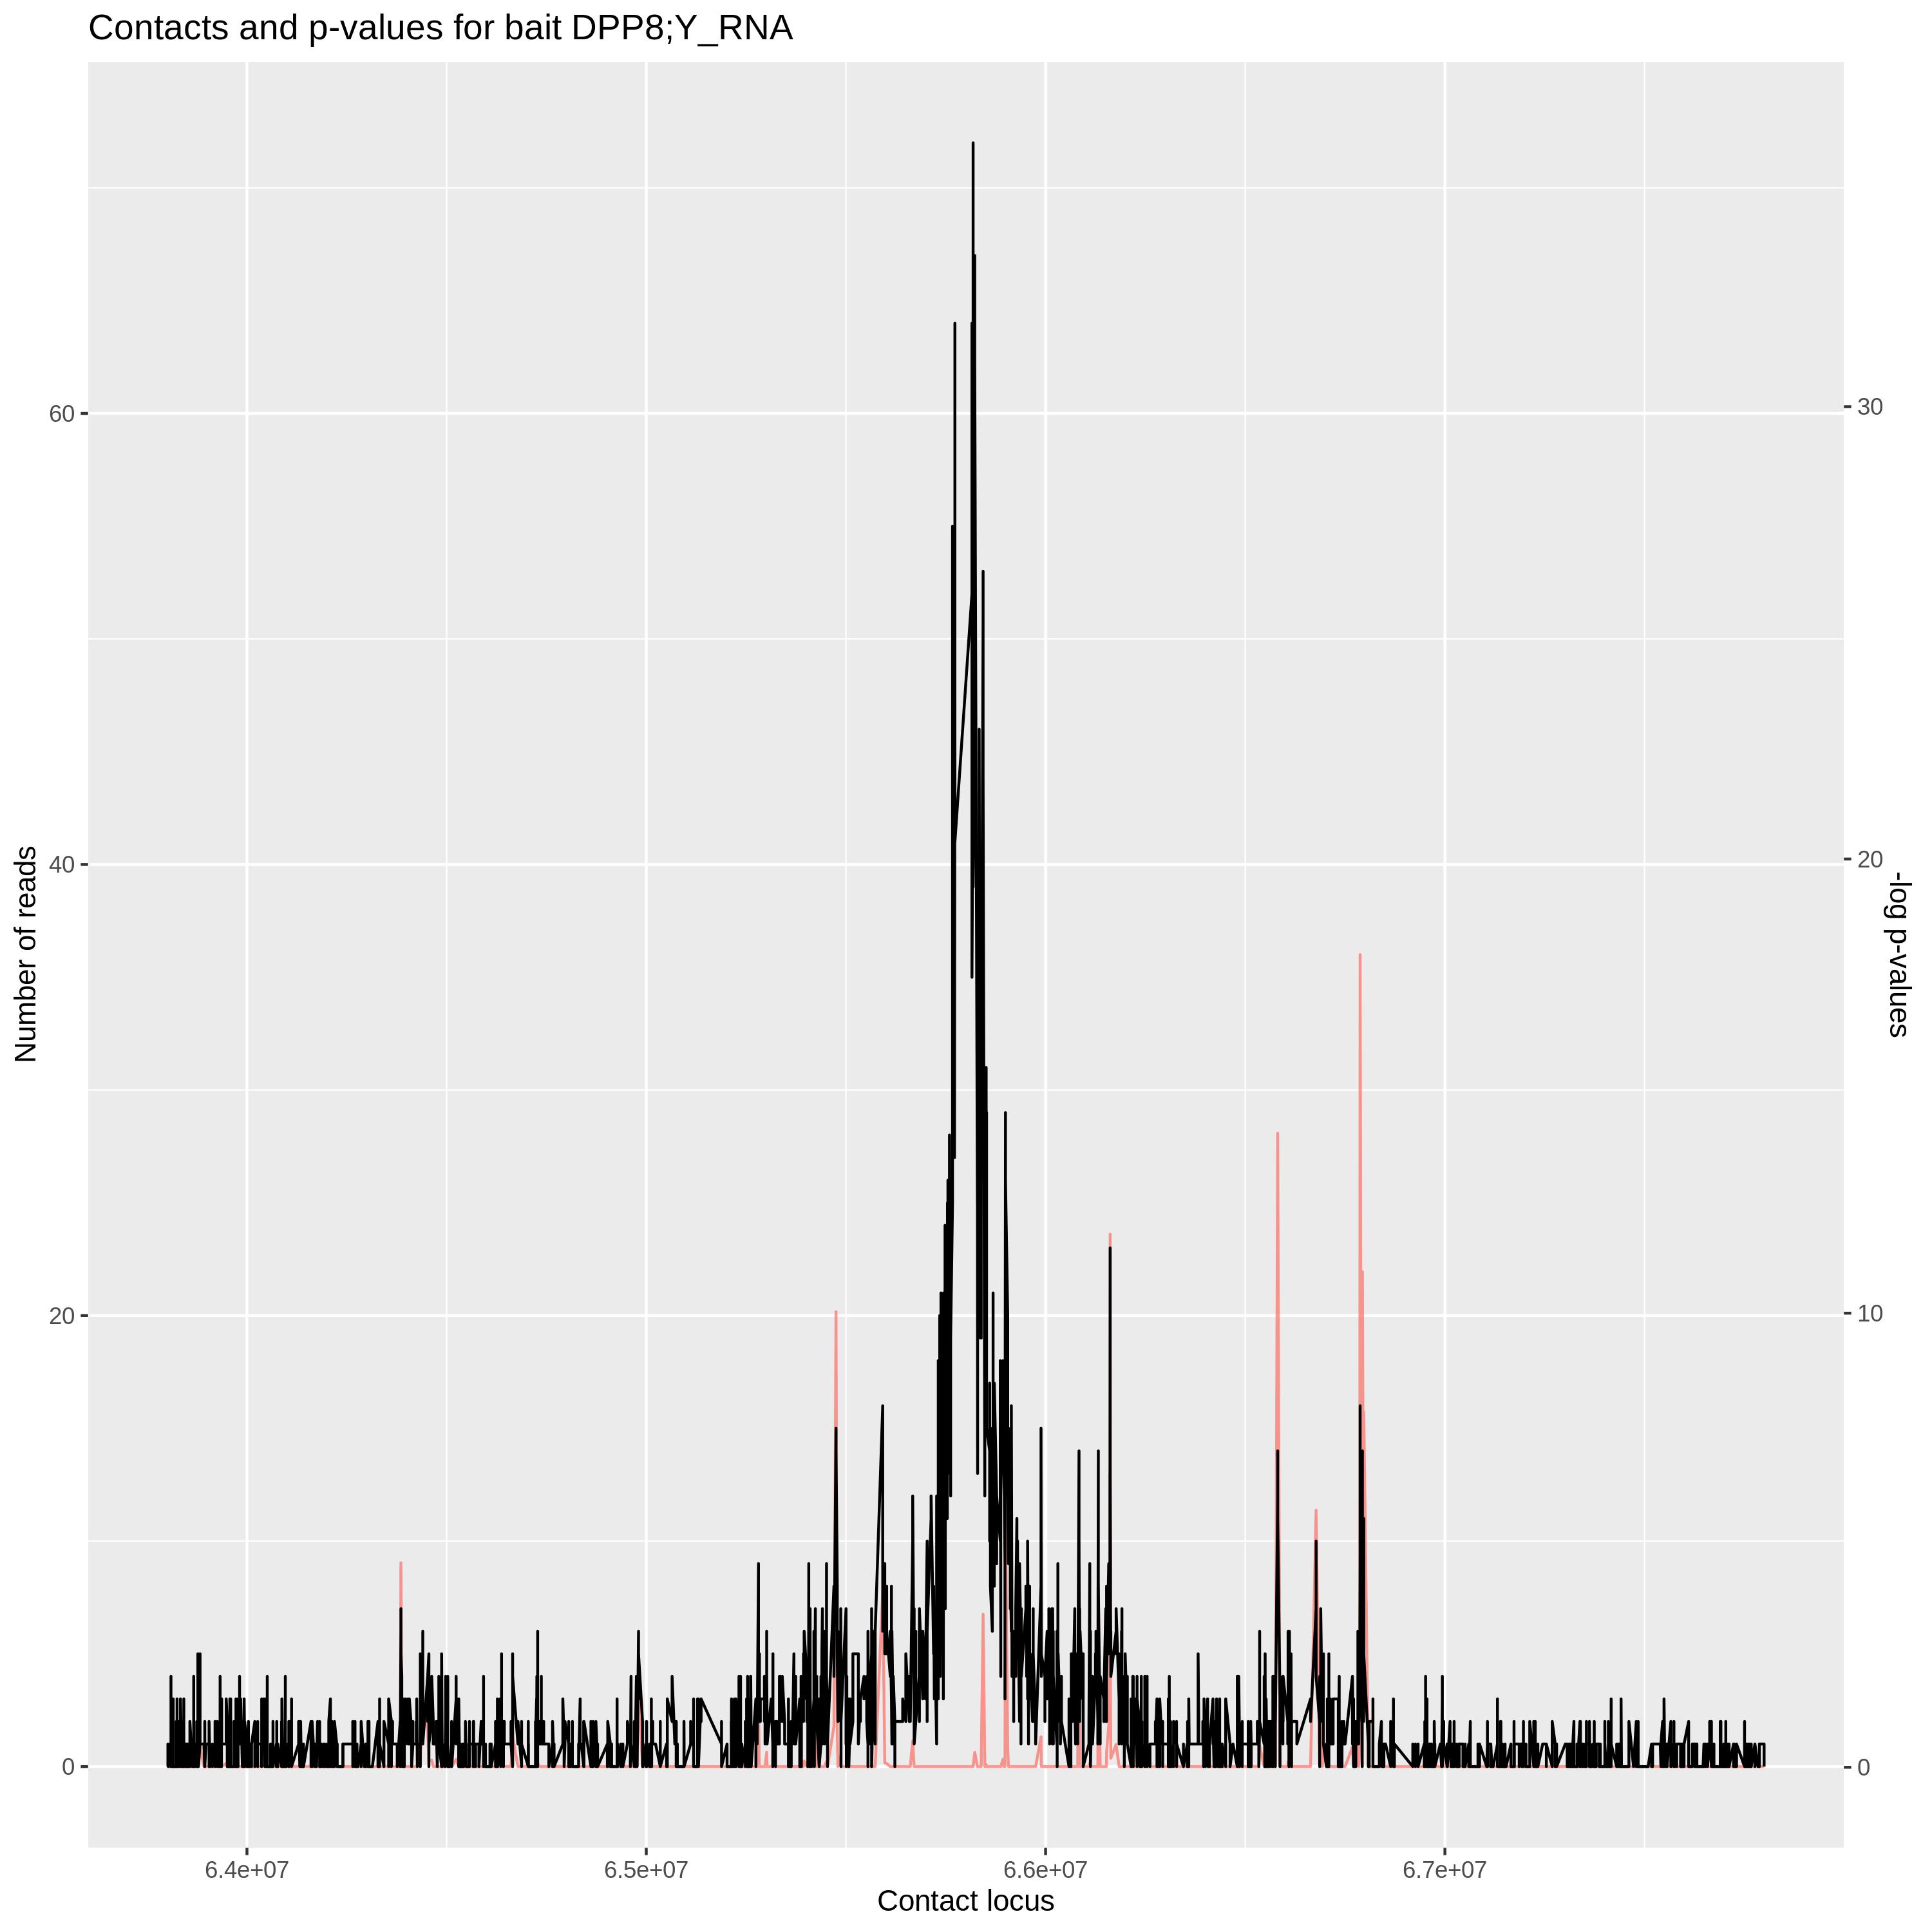 Contacts and p-values for bait DPP8;Y_RNA
Number of reads
60
40
20
0
30
20
10
0
-log p-values
6.4e+07 6.5e+07 6.6e+07 6.7e+07
Contact locus